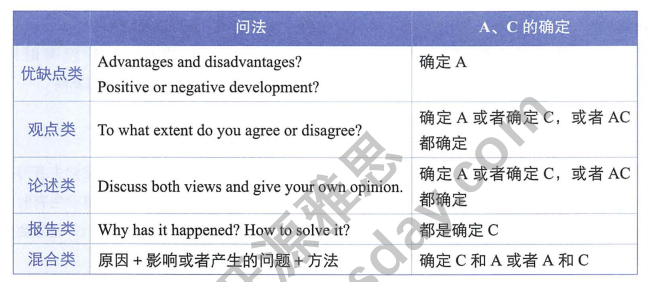 问法
A、C 的确定
优缺点类
Advantages and disadvantages?
Positive or negative development?
确定 A
观点类
To what extent do you agree or disagree?
确定 A 或者确定 C，或者 AC
都确定
论述类
Discuss both views and give your own opinion.
确定 A 或者确定 C，或者 AC
都确定
报告类
Why has it happened? How to solve it?
都是确定 C
混合类
原因 + 影响或者产生的问题 + 方法
确定 C 和 A 或者 A 和 C
源雅思
sday.com